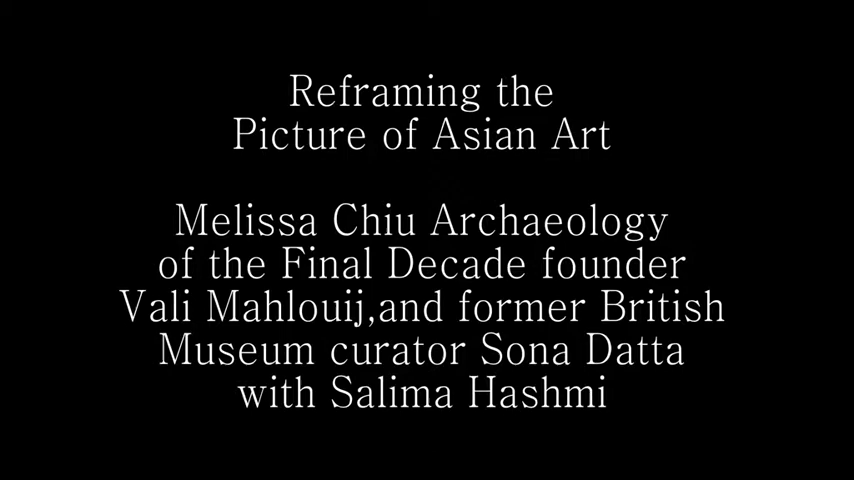 Reframing the
Picture of Asian Art
Melissa Chiu Archaeology
of the Final Decade founder
Vali Mahlouij,and former British
Museum curator Sona Datta
with Salima Hashmi